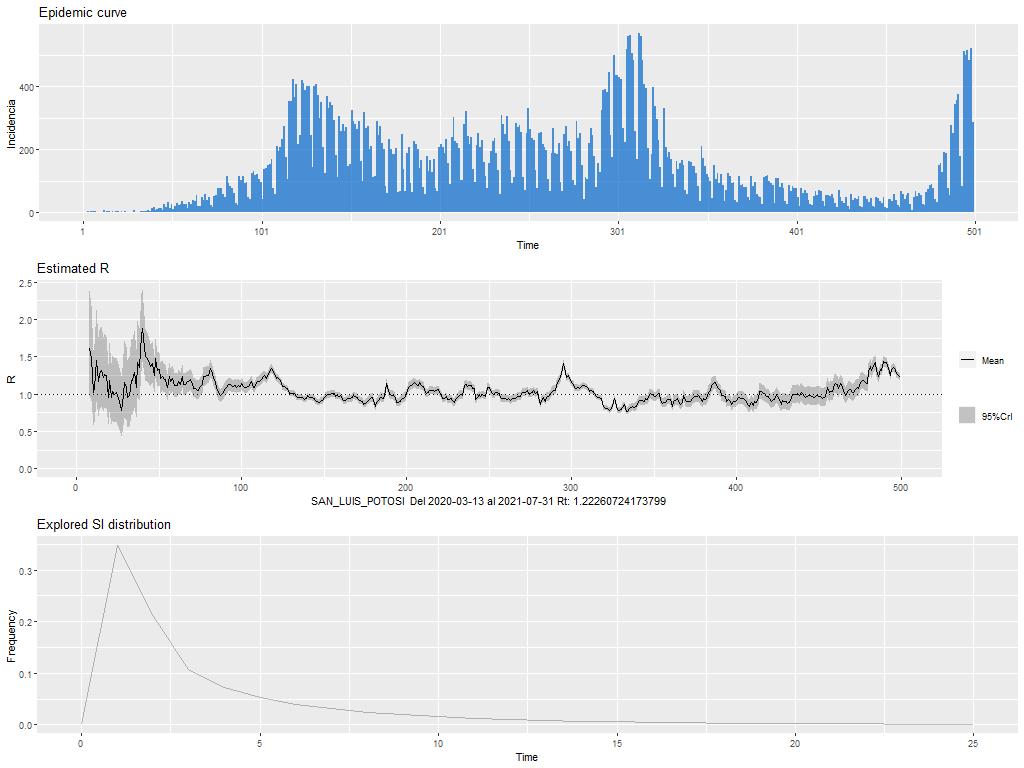 Epidemic curve
Incidencia
400
200
0
1
101
201
301
401
501
Time
Estimated R
R
2.5
2.0
1.5
1.0
0.5
0.0
0
100
200
300
400
500
SAN_LUIS_POTOSI Del 2020-03-13 al 2021-07-31 Rt: 1.22260724173799
Mean
95%CrI
Explored SI distribution
Frequency
0.3
0.2
0.1
0.0
0
5
10
15
20
25
Time